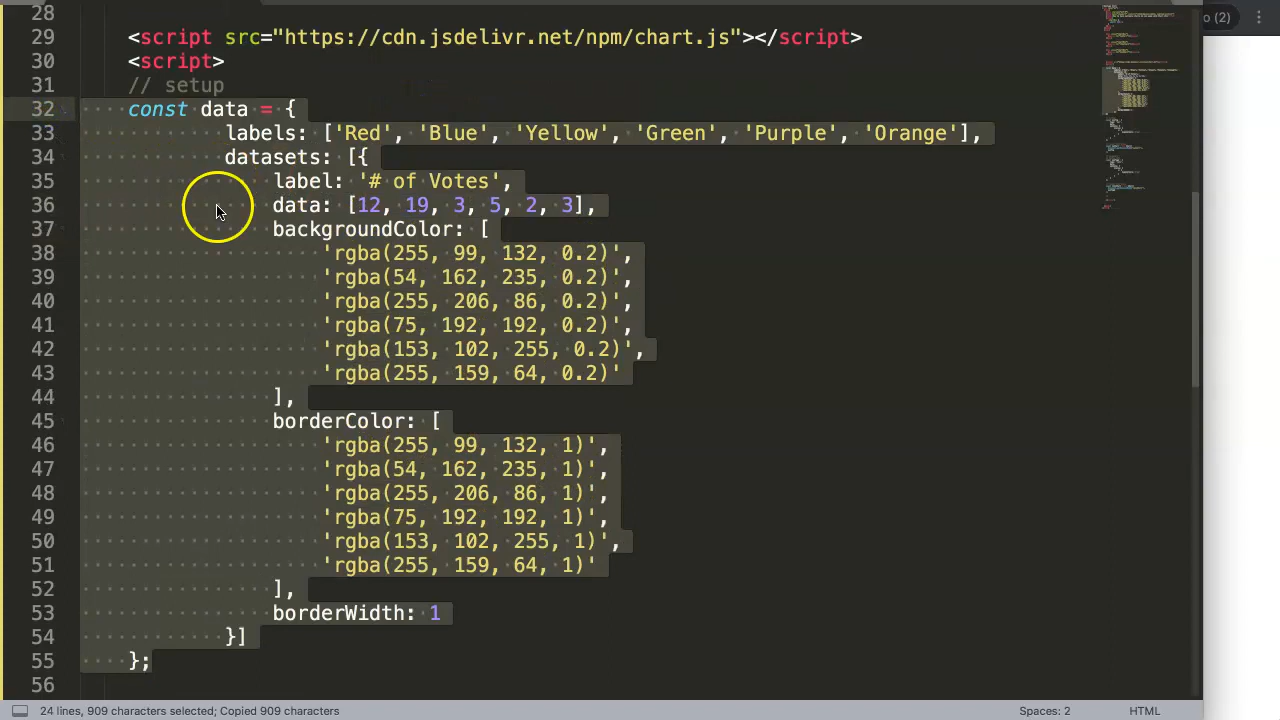 o (2)
28
29 <script src="https://cdn.jsdelivr.net/npm/chart.js"></script>
30 <script>
31 // setup
32 const data = {
33 labels: ['Red', 'Blue', 'Yellow', 'Green', 'Purple', 'Orange'],
34 datasets: [{
35 label: '# of Votes',
36 data: [12, 19, 3, 5, 2, 3],
37 backgroundColor: [
38 'rgba(255, 99, 132, 0.2)',
39 'rgba(54, 162, 235, 0.2)',
40 'rgba(255, 206, 86, 0.2)',
41 'rgba(75, 192, 192, 0.2)',
42 'rgba(153, 102, 255, 0.2)',
43 'rgba(255, 159, 64, 0.2)'
44 ],
45 borderColor: [
46 'rgba(255, 99, 132, 1)',
47 'rgba(54, 162, 235, 1)',
48 'rgba(255, 206, 86, 1)',
49 'rgba(75, 192, 192, 1)',
50 'rgba(153, 102, 255, 1)',
51 'rgba(255, 159, 64, 1)'
52 ],
53 borderWidth: 1
54 }]
55 };
56
24 lines, 909 characters selected; Copied 909 characters Spaces: 2 HTML